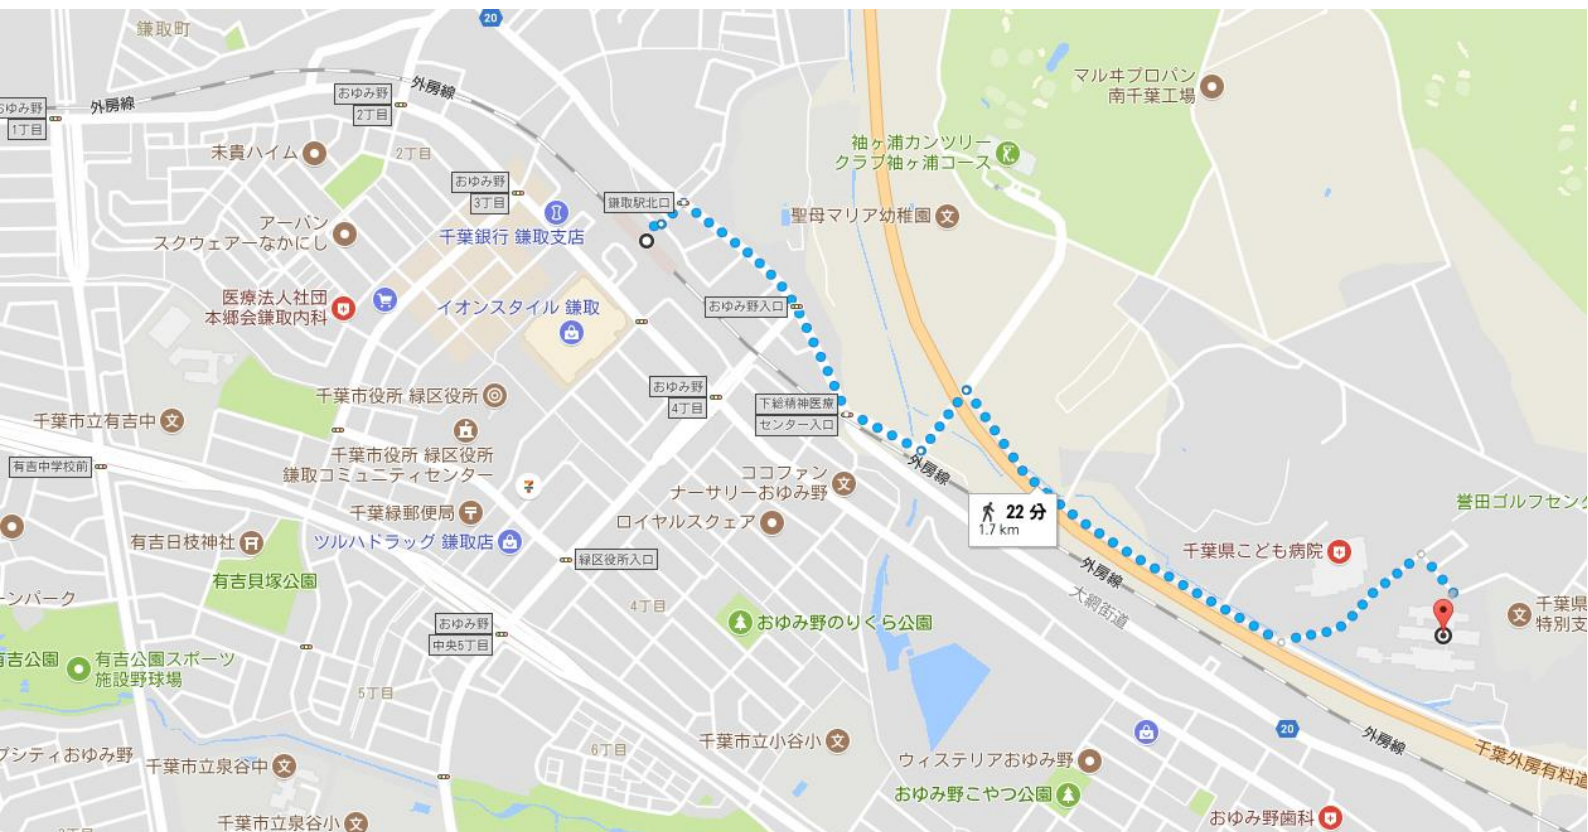 鎌取町
20
外房線
外房線
おゆみ野
1丁目
おゆみ野
2丁目
マルヰプロパン
南千葉工場
未貴ハイム
2丁目
袖ヶ浦カンツリー
クラブ袖ヶ浦コース
おゆみ野
3丁目
鎌取駅北口
聖母マリア幼稚園
アーバン
スクウェアーなかにし
千葉銀行 鎌取支店
医療法人社団
本郷会鎌取内科
イオンスタイル 鎌取
おゆみ野入口
千葉市役所 緑区役所
おゆみ野
4丁目
下総精神医療
センター入口
千葉市立有吉中
千葉市役所 緑区役所
鎌取コミュニティセンター
有吉中学校前
外房線
ココファン
ナーサリーおゆみ野
22 分
1.7 km
誉田ゴルフセンタ
千葉緑郵便局
ロイヤルスクェア
ツルハドラッグ 鎌取店
有吉日枝神社
千葉県こども病院
緑区役所入口
外房線
大網街道
有吉貝塚公園
ーンパーク
4丁目
千葉県
特別支
おゆみ野
中央5丁目
おゆみ野のりくら公園
有吉公園
有吉公園スポーツ
施設野球場
5丁目
20
6丁目
千葉市立小谷小
外房線
千葉外房有料道
プシティおゆみ野
千葉市立泉谷中
ウィステリアおゆみ野
おゆみ野こやつ公園
おゆみ野歯科
千葉市立泉谷小